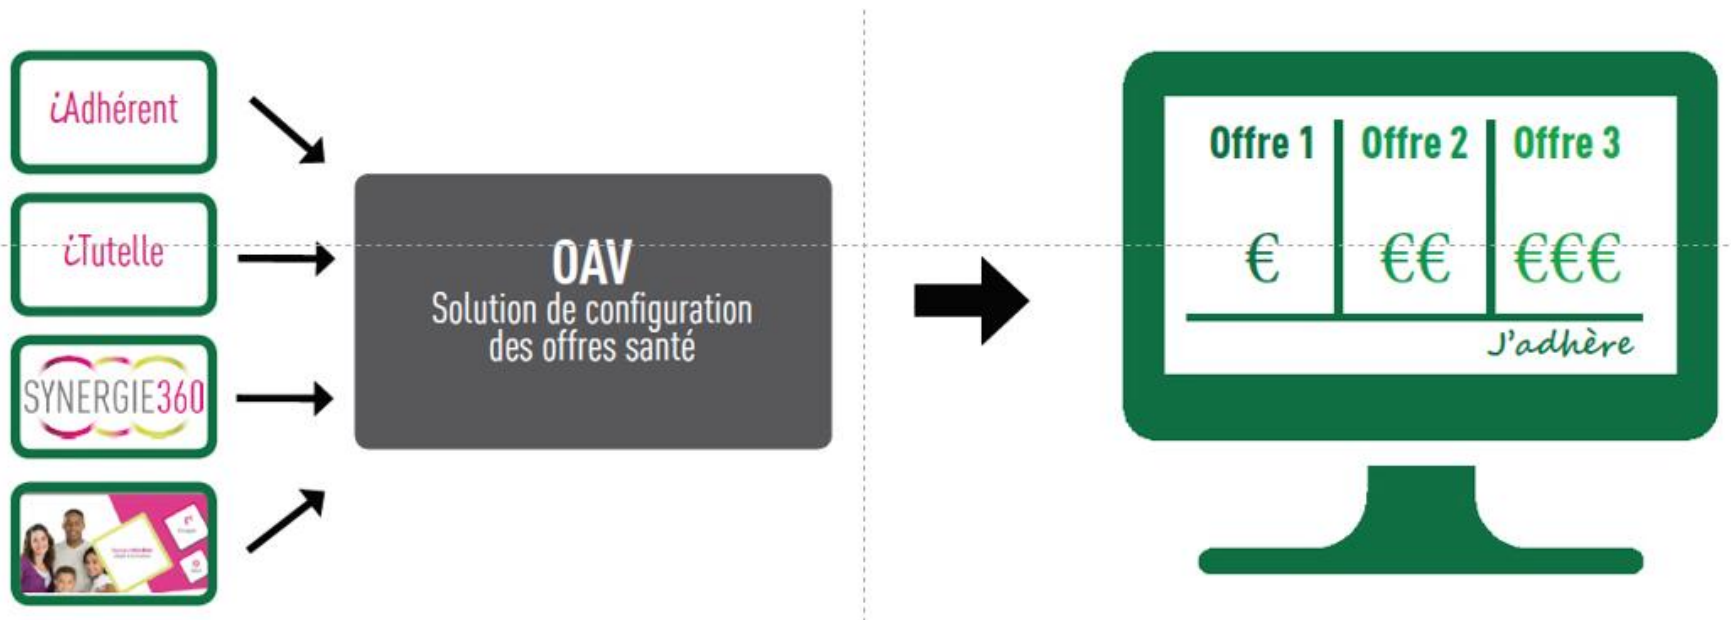 iAdhérent
iTutelle
SYNERGIE360
OAV
Solution de configuration
des offres santé
Offre 1
Offre 2
Offre 3
€
€€
€€€
J'adhère